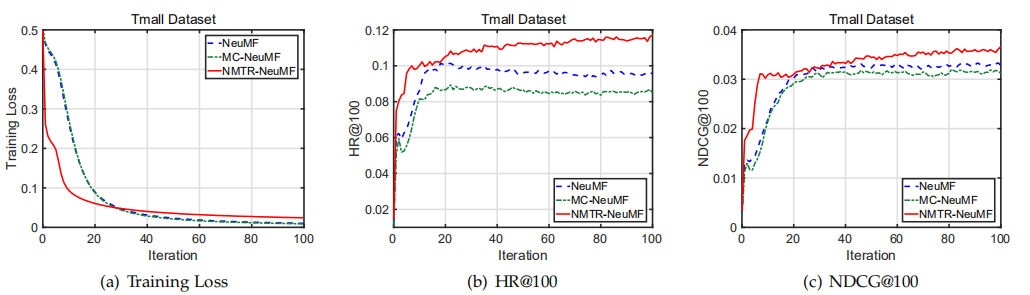 Tmall Dataset
0.5
0.4
0.3
0.2
0.1
0
Training Loss
NeuMF
MC-NeuMF
NMTR-NeuMF
0 20 40 60 80 100
Iteration
(a) Training Loss
Tmall Dataset
0.12
0.1
0.08
0.06
0.04
0.02
HR@100
NeuMF
MC-NeuMF
NMTR-NeuMF
0 20 40 60 80 100
Iteration
(b) HR@100
Tmall Dataset
0.04
0.03
0.02
0.01
0
NDCG@100
NeuMF
MC-NeuMF
NMTR-NeuMF
0 20 40 60 80 100
Iteration
(c) NDCG@100